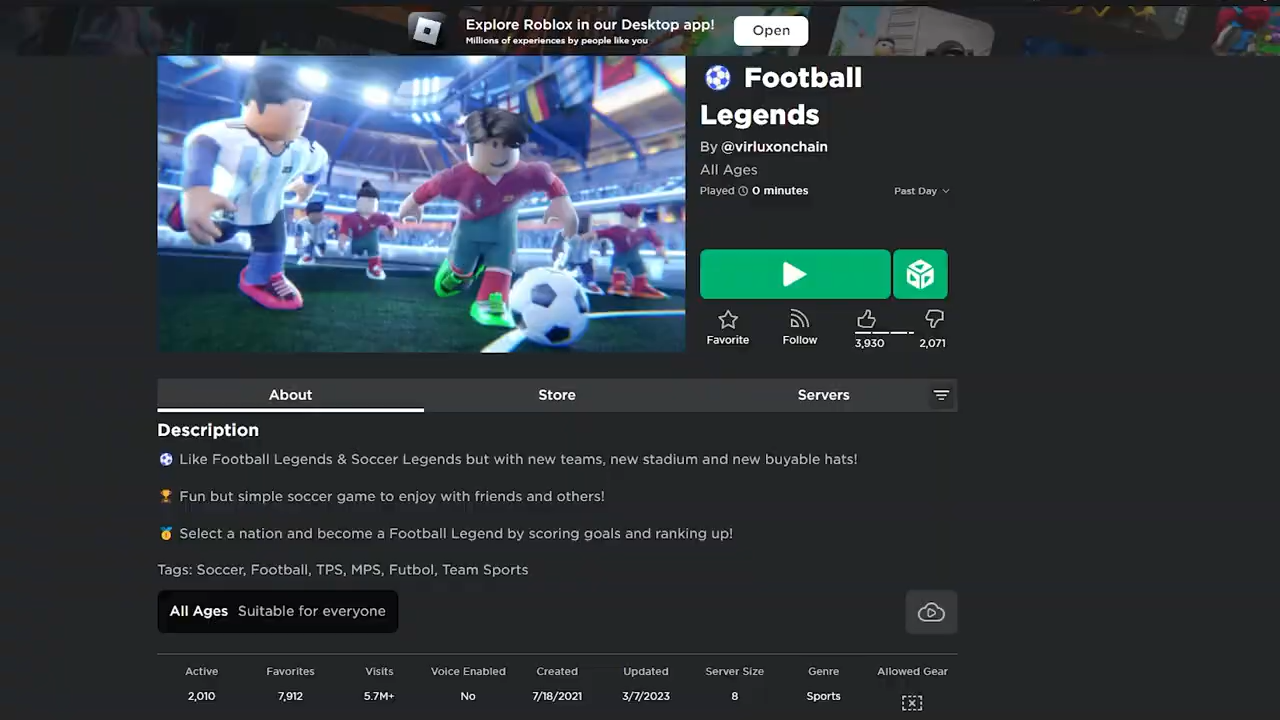 Explore Roblox in our Desktop app!
Millions of experiences by people like you
Open
Football
Legends
By @virluxonchain
All Ages
Played 0 minutes
Past Day
Favorite
Follow
3,930
2,071
About
Store
Servers
Description
⚽ Like Football Legends & Soccer Legends but with new teams, new stadium and new buyable hats!
🏆 Fun but simple soccer game to enjoy with friends and others!
🥇 Select a nation and become a Football Legend by scoring goals and ranking up!
Tags: Soccer, Football, TPS, MPS, Futbol, Team Sports
All Ages Suitable for everyone
Active Favorites Visits Voice Enabled Created Updated Server Size Genre Allowed Gear
2,010 7,912 5.7M+ No 7/18/2021 3/7/2023 8 Sports